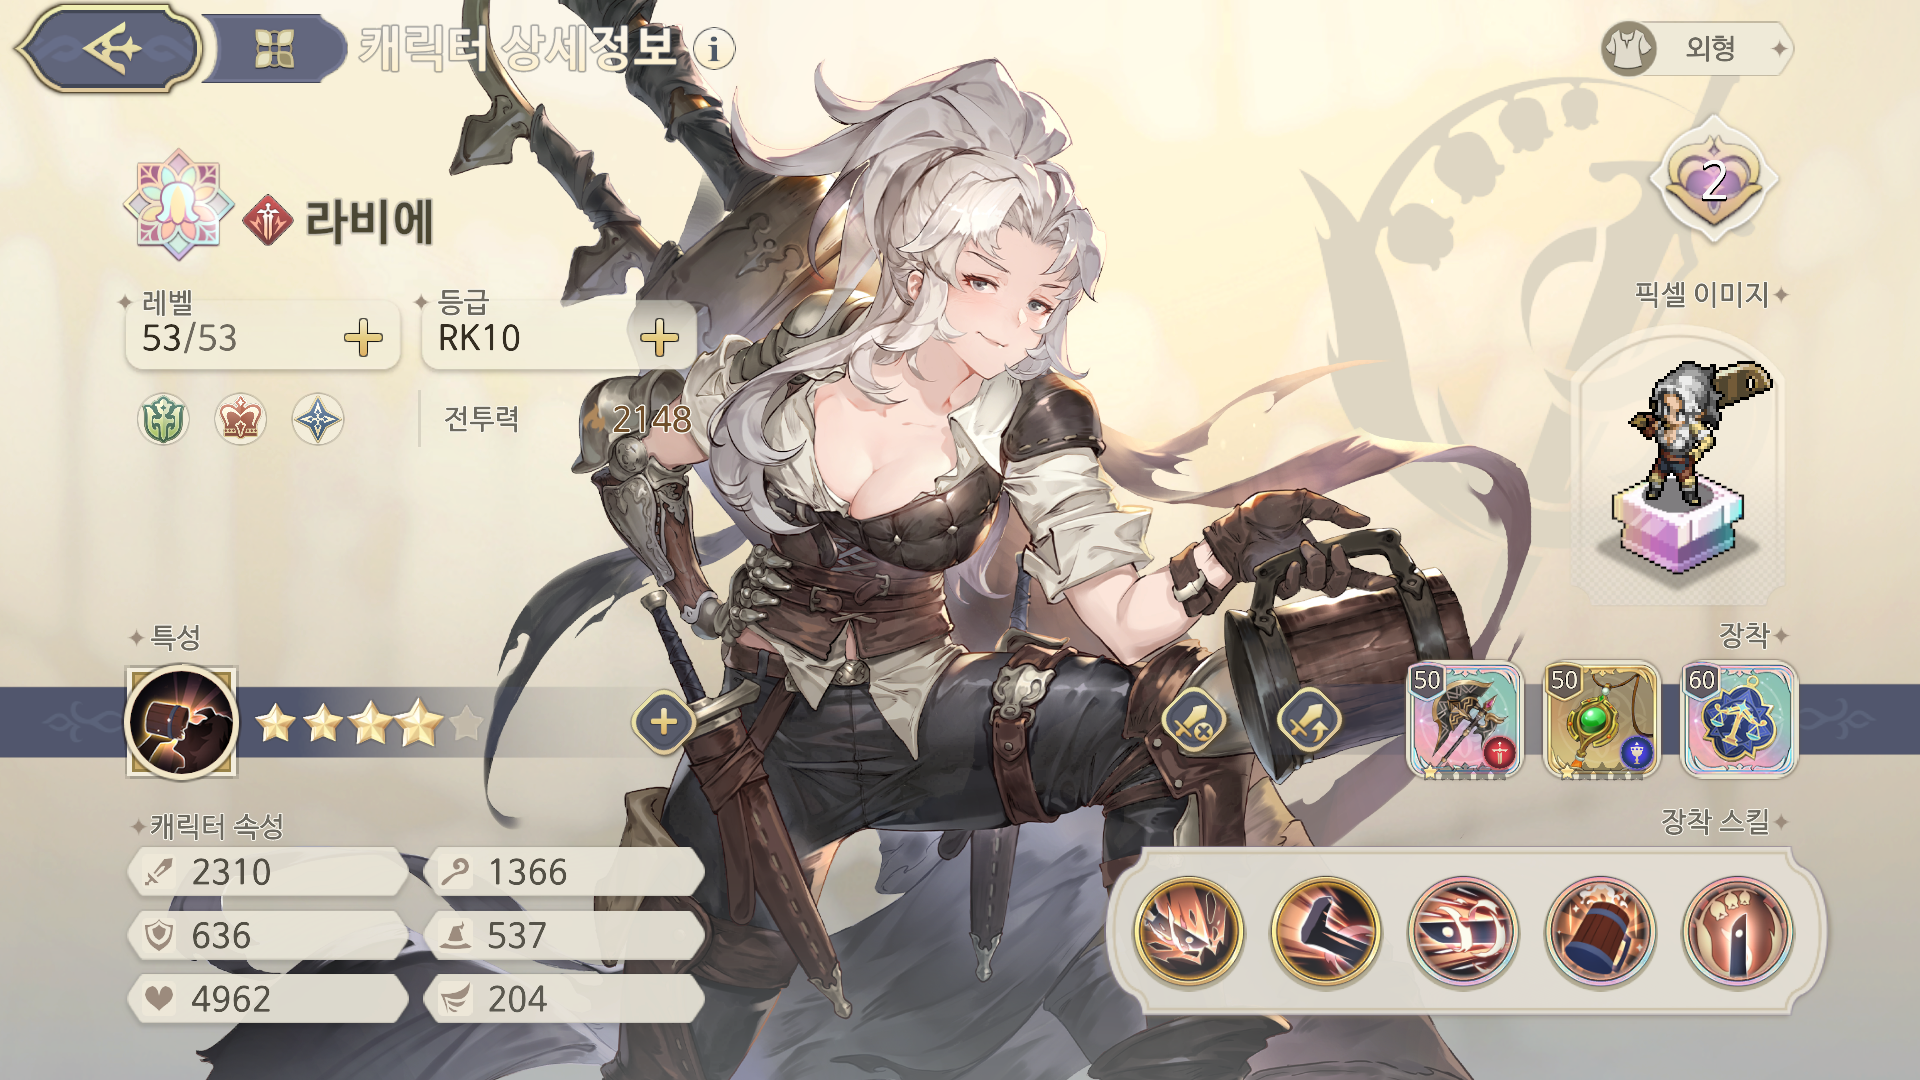 캐릭터 상세정보 i
외형
2
라비에
레벨
53/53
등급
RK10
전투력 2148
픽셀 이미지
장착
특성
50
50
60
캐릭터 속성
장착 스킬
2310
1366
636
537
4962
204